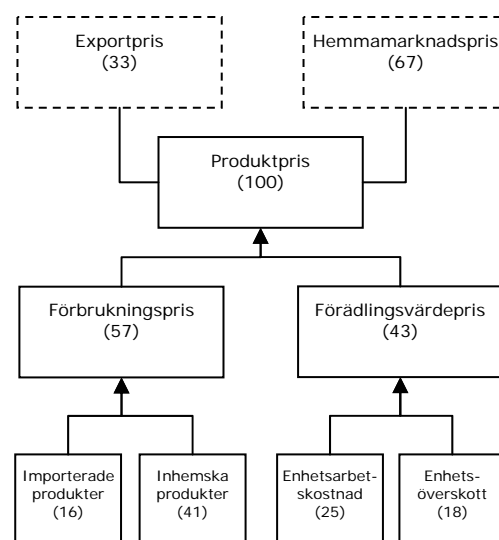 Exportpris
(33)
Hemmamarknadspris
(67)
Produktpris
(100)
Förbrukningspris
(57)
Förädlingsvärdepris
(43)
Importerade
produkter
(16)
Inhemska
produkter
(41)
Enhetsarbet-
skostnad
(25)
Enhets-
överskott
(18)